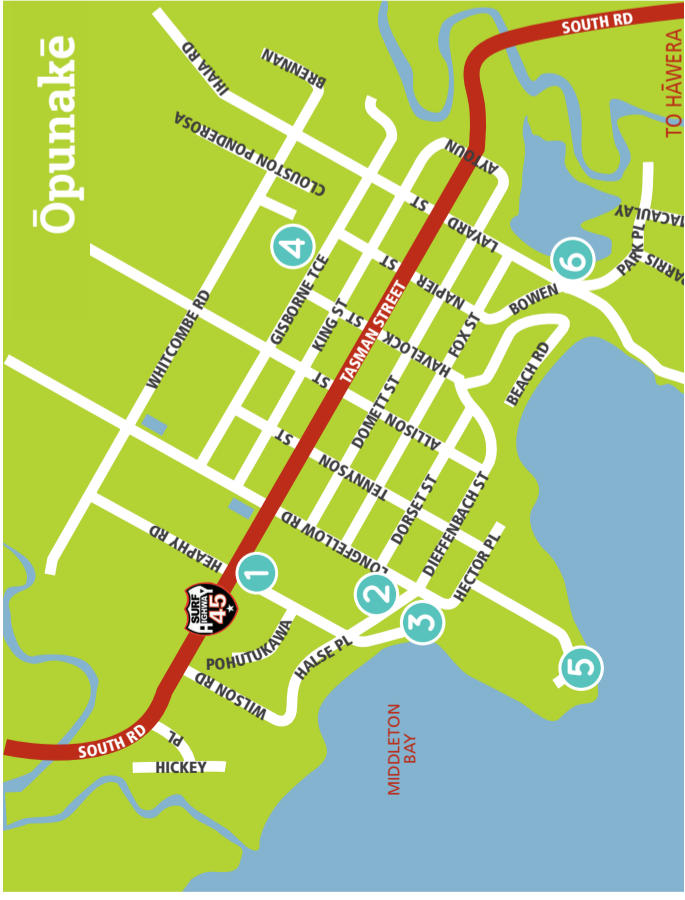 Ōpunakē
IHAIA RD
BRENNAN
CLOUSTON PONDEROSA
WHITCOMBE RD
4
GISBORNE TCE
KING ST
TASMAN STREET
AYTOUN
LAYARD
ST
NAPIER
ST
HAVELOCK
ST
ALLISON
ST
TENNYSON
ST
DOMETT ST
FOX ST
BOWEN
6
PARK PL
MACAULAY
PARRIS
BEACH RD
DORSET ST
DIEFFENBACH ST
HECTOR PL
LONGFELLOW RD
HEAPHY RD
1
2
3
5
SURF
HIGHWAY
45
POHUTUKAWA
HALSE PL
WILSON RD
SOUTH RD
HICKEY
PL
MIDDLETON
BAY
SOUTH RD
TO HĀWERA